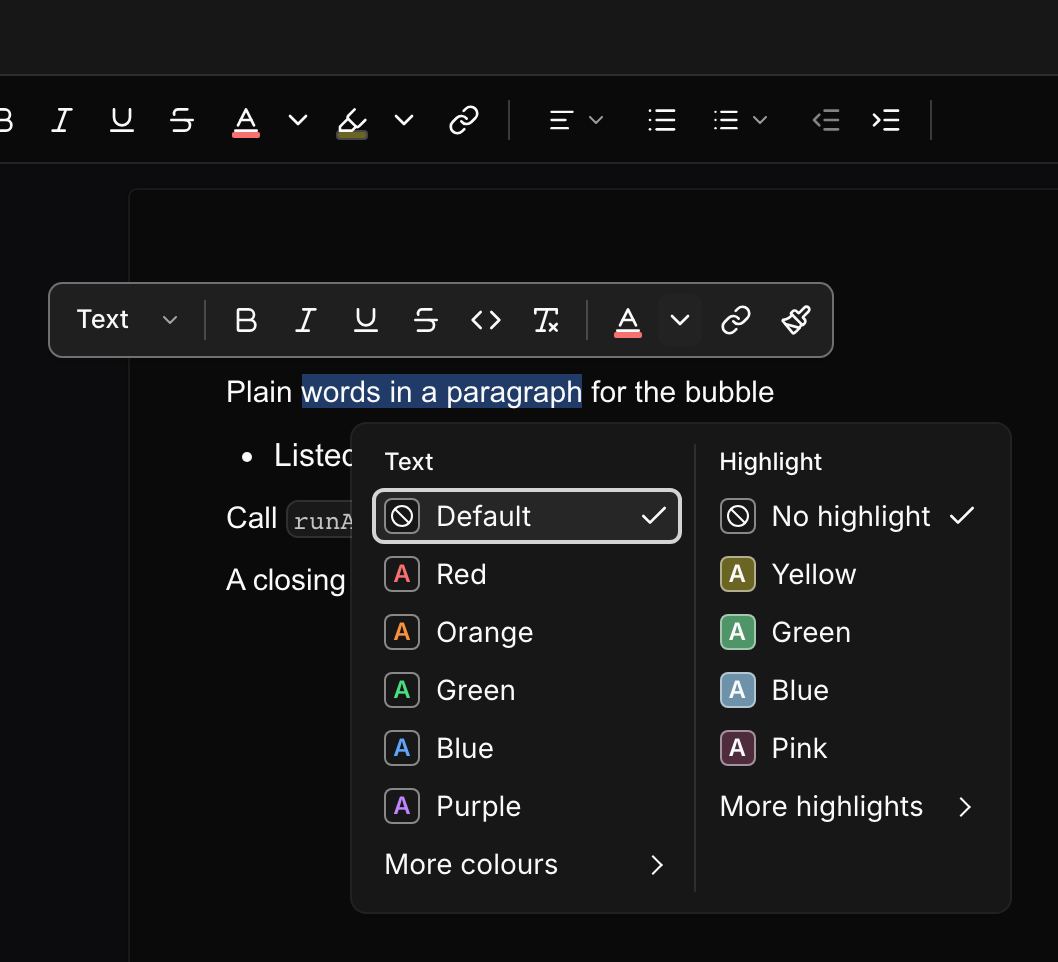 B I U S A
Text B I U S A
Plain words in a paragraph for the bubble
Listed
Call runA
A closing
Text
Default
A Red
A Orange
A Green
A Blue
A Purple
More colours
Highlight
No highlight
A Yellow
A Green
A Blue
A Pink
More highlights